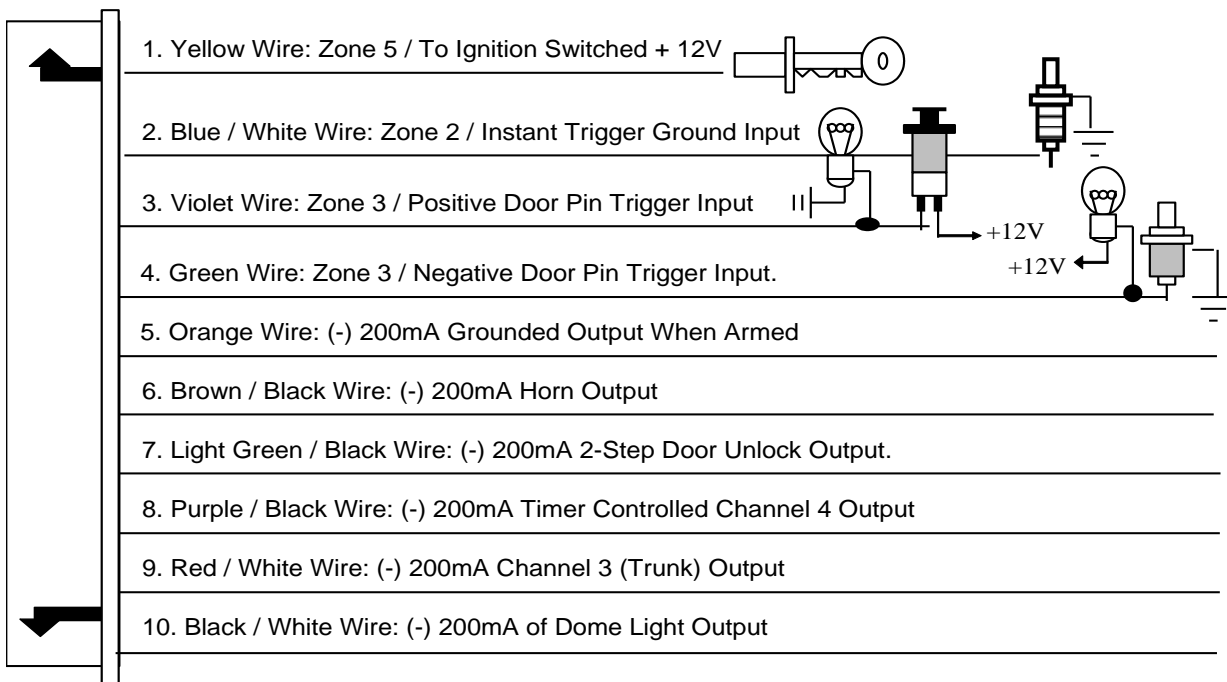 1. Yellow Wire: Zone 5 / To Ignition Switched + 12V
2. Blue / White Wire: Zone 2 / Instant Trigger Ground Input
3. Violet Wire: Zone 3 / Positive Door Pin Trigger Input
+12V
+12V
4. Green Wire: Zone 3 / Negative Door Pin Trigger Input.
5. Orange Wire: (-) 200mA Grounded Output When Armed
6. Brown / Black Wire: (-) 200mA Horn Output
7. Light Green / Black Wire: (-) 200mA 2-Step Door Unlock Output.
8. Purple / Black Wire: (-) 200mA Timer Controlled Channel 4 Output
9. Red / White Wire: (-) 200mA Channel 3 (Trunk) Output
10. Black / White Wire: (-) 200mA of Dome Light Output